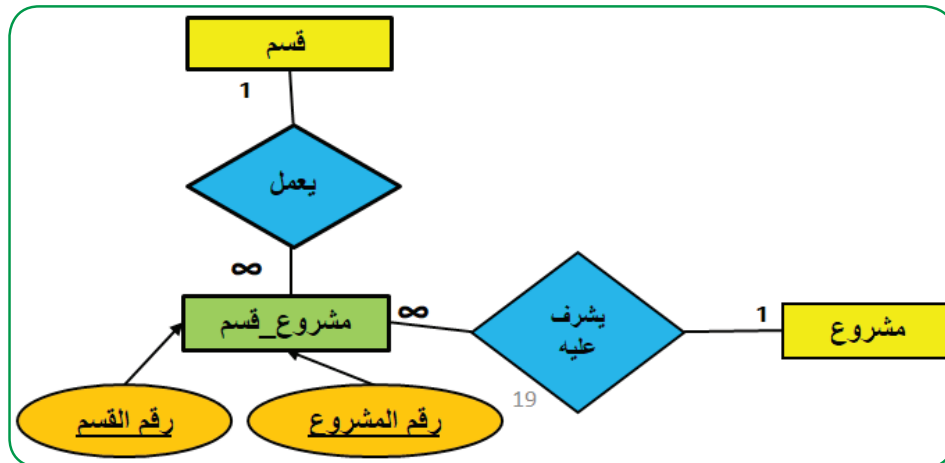 قسم
1
يعمل
∞
مشروع_قسم
∞
يشرف
عليه
1
مشروع
19
رقم القسم
رقم المشروع